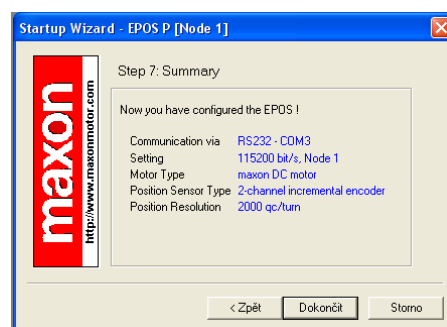 Startup Wizard - EPOS P [Node 1]
maxon
http://www.maxonmotor.com
Step 7: Summary
Now you have configured the EPOS !
Communication via RS232 - COM3
Setting 115200 bit/s, Node 1
Motor Type maxon DC motor
Position Sensor Type 2-channel incremental encoder
Position Resolution 2000 qc/turn
< Zpět Dokončit Storno